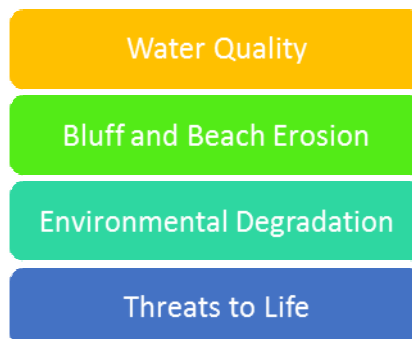 Water Quality
Bluff and Beach Erosion
Environmental Degradation
Threats to Life